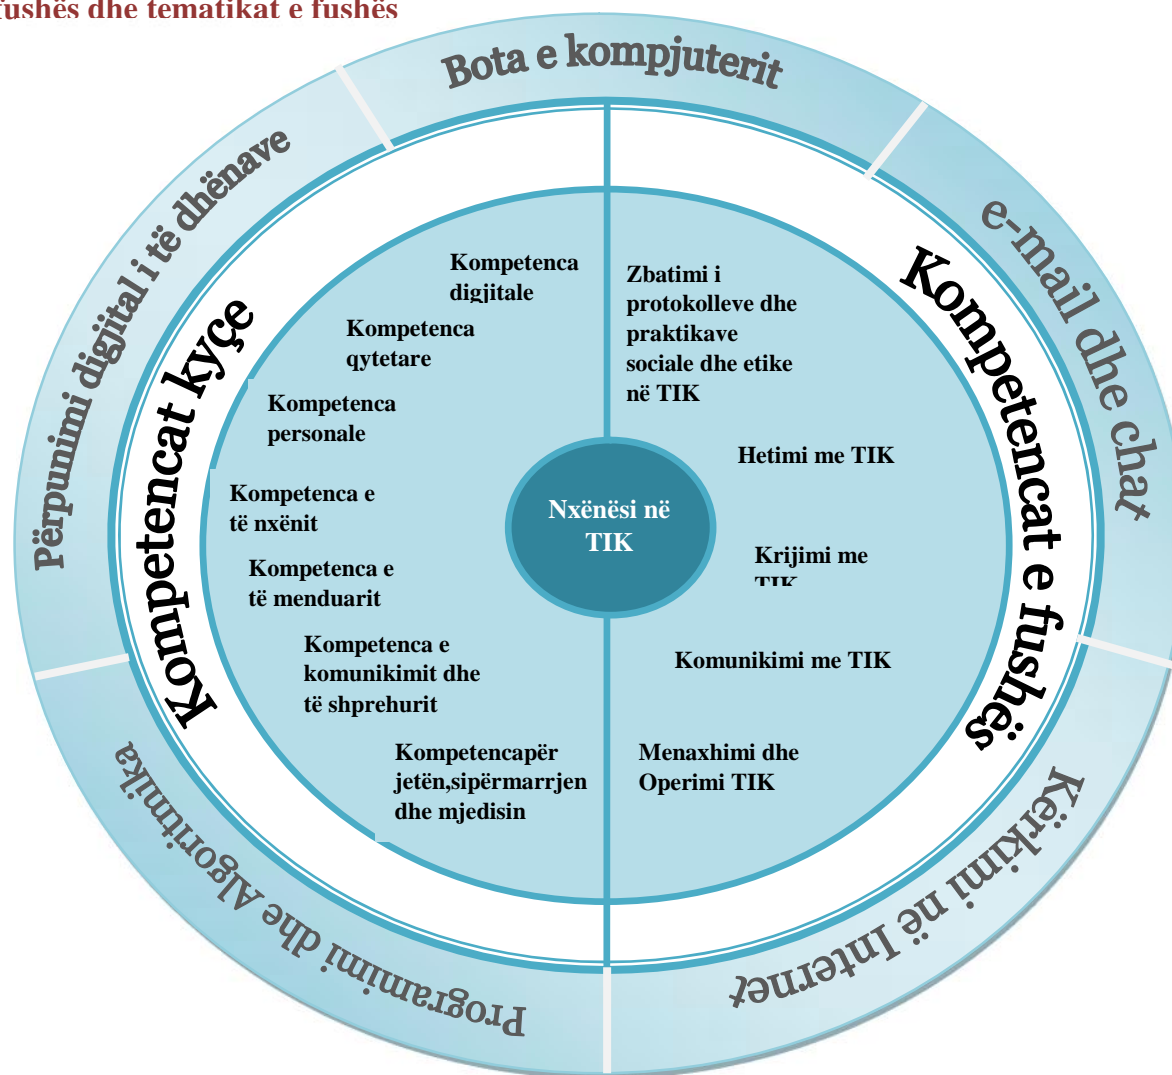 fushës dhe tematikat e fushës
Bota e kompjuterit
e-mail dhe chat
Kërkimi në Internet
Programimi dhe Algoritmika
Përpunimi digjital i të dhënave
Kompetencat kyçe
Kompetencat e fushës
Kompetenca
digjitale
Kompetenca
qytetare
Kompetenca
personale
Kompetenca e
të nxënit
Kompetenca e
të menduarit
Kompetenca e
komunikimit dhe
të shprehurit
Kompetencapër
jetën,sipërmarrjen
dhe mjedisin
Nxënësi në
TIK
Zbatimi i
protokolleve dhe
praktikave
sociale dhe etike
në TIK
Hetimi me TIK
Krijimi me
TIK
Komunikimi me TIK
Menaxhimi dhe
Operimi TIK